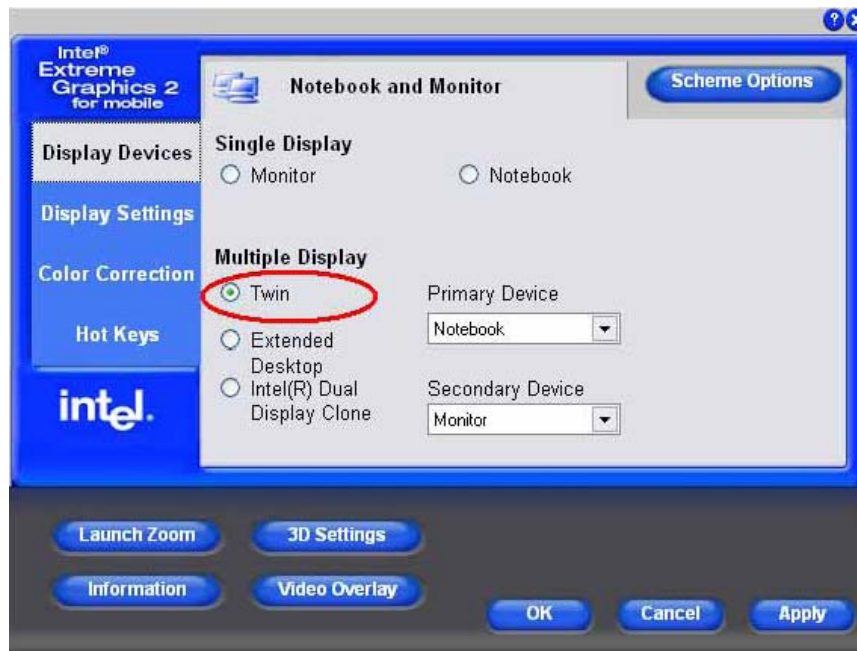 Intel®
Extreme
Graphics 2
for mobile
Notebook and Monitor
Scheme Options
Display Devices
Display Settings
Color Correction
Hot Keys
intel.
Single Display
Monitor
Notebook
Multiple Display
Twin
Primary Device
Notebook
Extended
Desktop
Intel(R) Dual
Display Clone
Secondary Device
Monitor
Launch Zoom
3D Settings
Information
Video Overlay
OK
Cancel
Apply